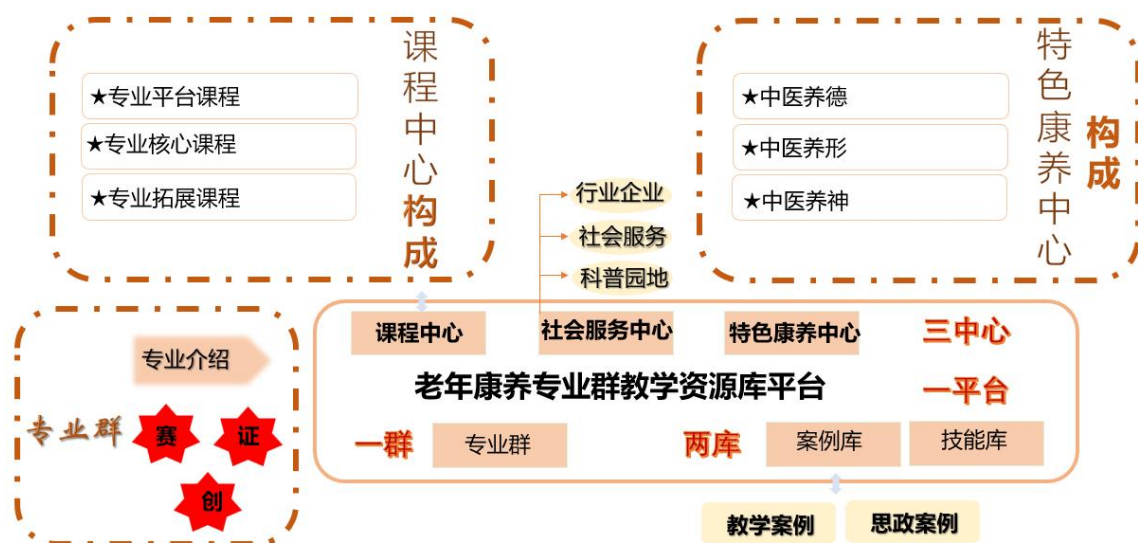 课程中心构成
★专业平台课程
★专业核心课程
★专业拓展课程
特色康养中心
构成
★中医养德
★中医养形
★中医养神
行业企业
社会服务
科普园地
专业介绍
专业群
赛
证
创
课程中心
社会服务中心
特色康养中心
三中心
老年康养专业群教学资源库平台
一平台
一群
专业群
两库
案例库
技能库
教学案例
思政案例